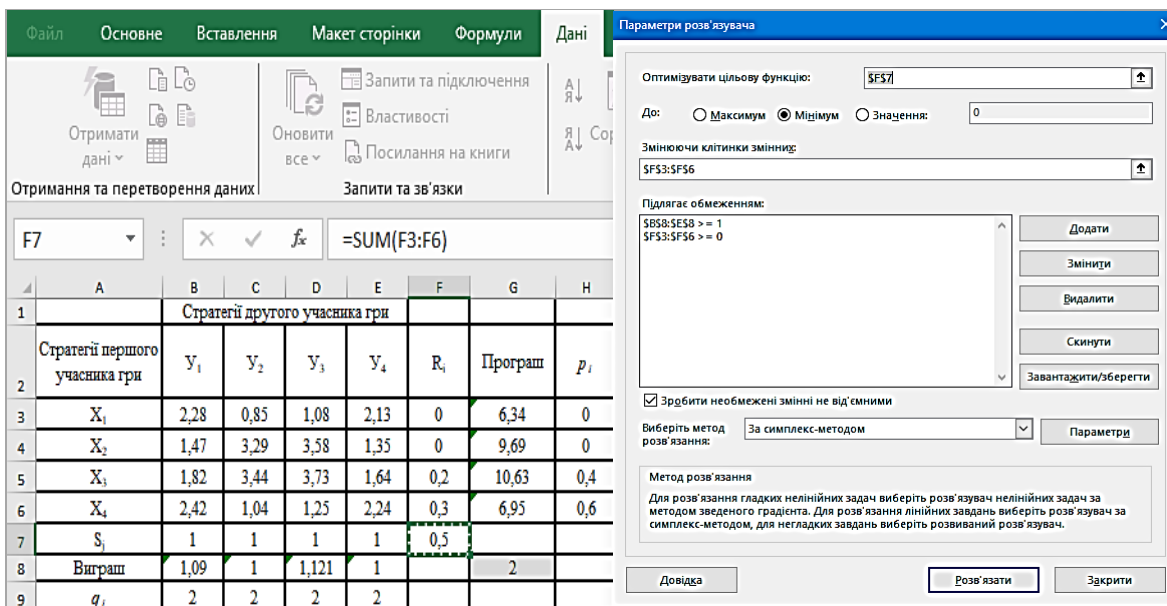 Файл Основне Вставлення Макет сторінки Формули Дані
Отримати дані
Оновити все
Запити та підключення
Властивості
Посилання на книги
Отримання та перетворення даних
Запити та зв'язки
F7 fx =SUM(F3:F6)
A B C D E F G H
1 Стратегії другого учасника гри
2 Стратегії першого учасника гри У1 У2 У3 У4 Ri Програш pi
3 X1 2,28 0,85 1,08 2,13 0 6,34 0
4 X2 1,47 3,29 3,58 1,35 0 9,69 0
5 X3 1,82 3,44 3,73 1,64 0,2 10,63 0,4
6 X4 2,42 1,04 1,25 2,24 0,3 6,95 0,6
7 Sj 1 1 1 1 0,5
8 Виграш 1,09 1 1,121 1 2
9 qj 2 2 2 2
Параметри розв'язувача
Оптимізувати цільову функцію: $F$7
До: Максимум Мінімум Значення: 0
Змінюючи клітинки змінних:
$F$3:$F$6
Підлягає обмеженням:
$B$8:$E$8 >= 1
$F$3:$F$6 >= 0
Додати
Змінити
Видалити
Скинути
Завантажити/зберегти
Зробити необмежені змінні не від'ємними
Виберіть метод розв'язання: За симплекс-методом
Параметри
Метод розв'язання
Для розв'язання гладких нелінійних задач виберіть розв'язувач нелінійних задач за
методом зведеного градієнта. Для розв'язання лінійних завдань виберіть розв'язувач за
симплекс-методом, для негладких завдань виберіть розвиваний розв'язувач.
Довідка Розв'язати Закрити